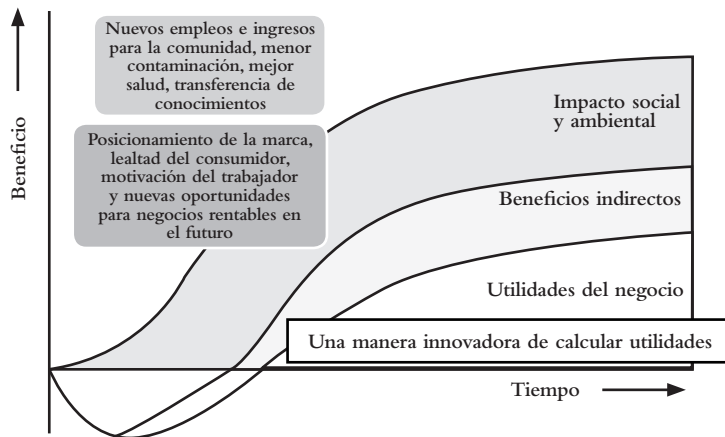 Nuevos empleos e ingresos
para la comunidad, menor
contaminación, mejor
salud, transferencia de
conocimientos
Posicionamiento de la marca,
lealtad del consumidor,
motivación del trabajador
y nuevas oportunidades
para negocios rentables en
el futuro
Beneficio
Impacto social
y ambiental
Beneficios indirectos
Utilidades del negocio
Una manera innovadora de calcular utilidades
Tiempo